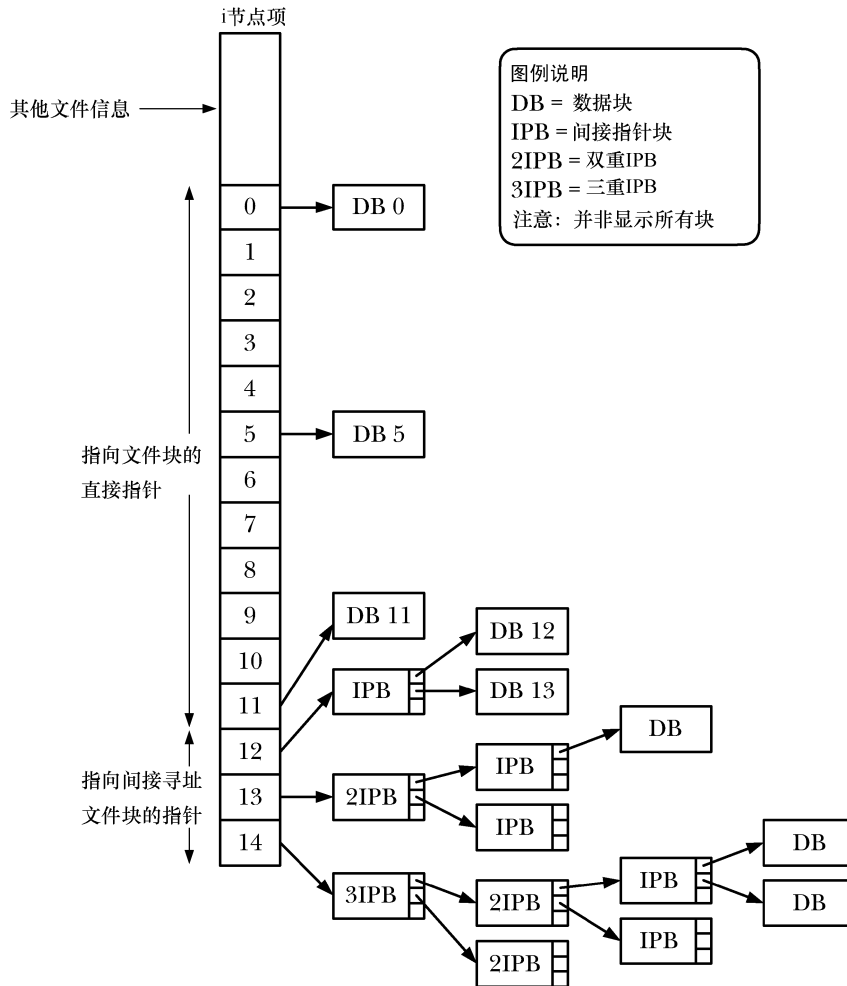 i节点项
其他文件信息
图例说明
DB = 数据块
IPB = 间接指针块
2IPB = 双重IPB
3IPB = 三重IPB
注意：并非显示所有块
0
DB 0
1
2
3
4
5
DB 5
指向文件块的
直接指针
6
7
8
9
DB 11
DB 12
10
11
IPB
DB 13
12
DB
指向间接寻址
文件块的指针
13
2IPB
IPB
IPB
14
DB
3IPB
2IPB
IPB
DB
IPB
2IPB